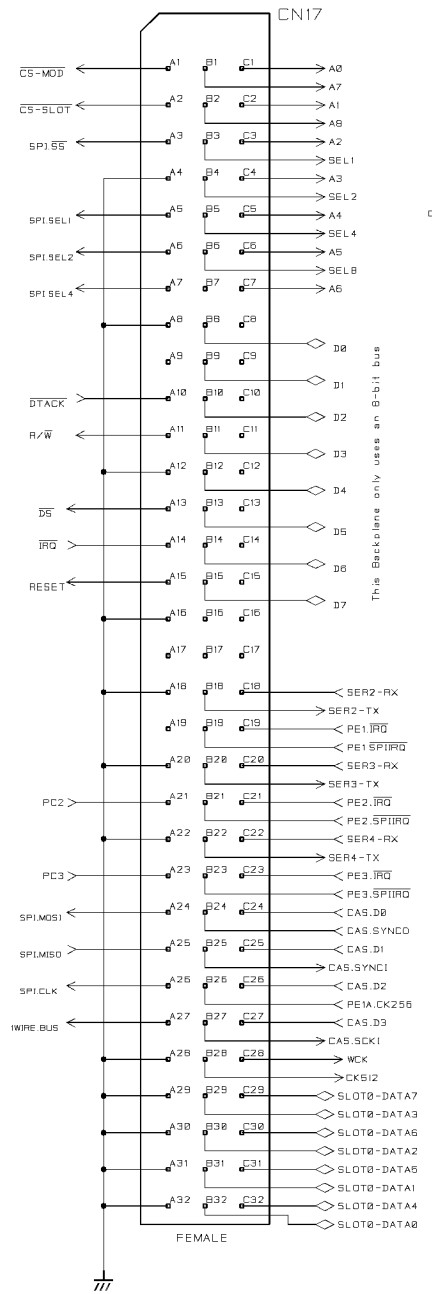 CN17
CS-MOD A1 B1 C1 A0
A7
CS-SLOT A2 B2 C2 A1
A8
SPI.SS A3 B3 C3 A2
SEL1
A4 B4 C4 A3
SEL2
SPI.SEL1 A5 B5 C5 A4
SEL4
SPI.SEL2 A6 B6 C6 A5
SEL8
SPI.SEL4 A7 B7 C7 A6
A8 B8 C8
D0
A9 B9 C9
D1
DTACK A10 B10 C10
D2
R/W A11 B11 C11
D3
A12 B12 C12
D4
DS A13 B13 C13
D5
IRQ A14 B14 C14
D6
RESET A15 B15 C15
D7
This Backplane only uses an 8-bit bus
A16 B16 C16
A17 B17 C17
A18 B18 C18 SER2-RX
SER2-TX
A19 B19 C19 PE1.IRQ
PE1.SPIIRQ
A20 B20 C20 SER3-RX
SER3-TX
PC2 A21 B21 C21 PE2.IRQ
PE2.SPIIRQ
A22 B22 C22 SER4-RX
SER4-TX
PC3 A23 B23 C23 PE3.IRQ
PE3.SPIIRQ
SPI.MOSI A24 B24 C24 CAS.D0
CAS.SYNCO
SPI.MISO A25 B25 C25 CAS.D1
CAS.SYNCI
SPI.CLK A26 B26 C26 CAS.D2
PE1A.CK256
1WIRE.BUS A27 B27 C27 CAS.D3
CAS.SCKI
A28 B28 C28 WCK
CK512
A29 B29 C29 SLOT0-DATA7
SLOT0-DATA3
A30 B30 C30 SLOT0-DATA6
SLOT0-DATA2
A31 B31 C31 SLOT0-DATA5
SLOT0-DATA1
A32 B32 C32 SLOT0-DATA4
SLOT0-DATA0
FEMALE